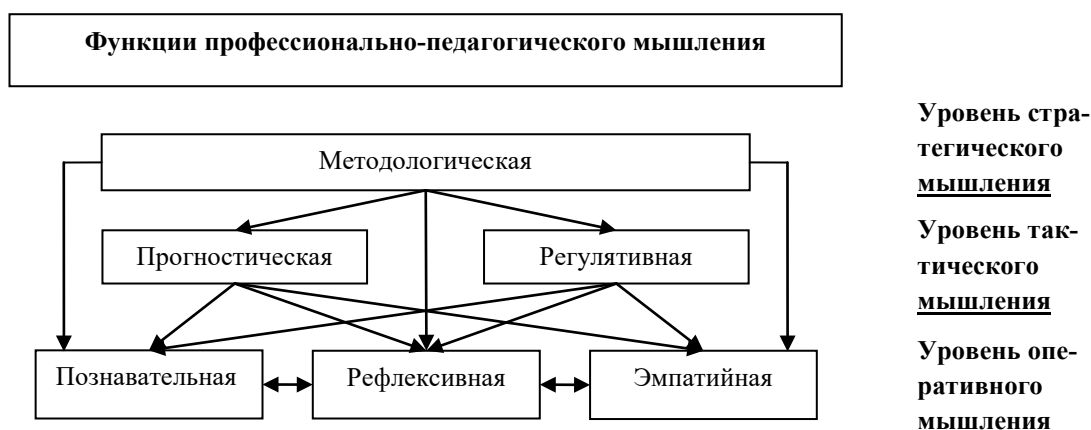 Функции профессионально-педагогического мышления
Методологическая
Прогностическая
Регулятивная
Познавательная
Рефлексивная
Эмпатийная
Уровень стра-
тегического
мышления
Уровень так-
тического
мышления
Уровень опе-
ративного
мышления